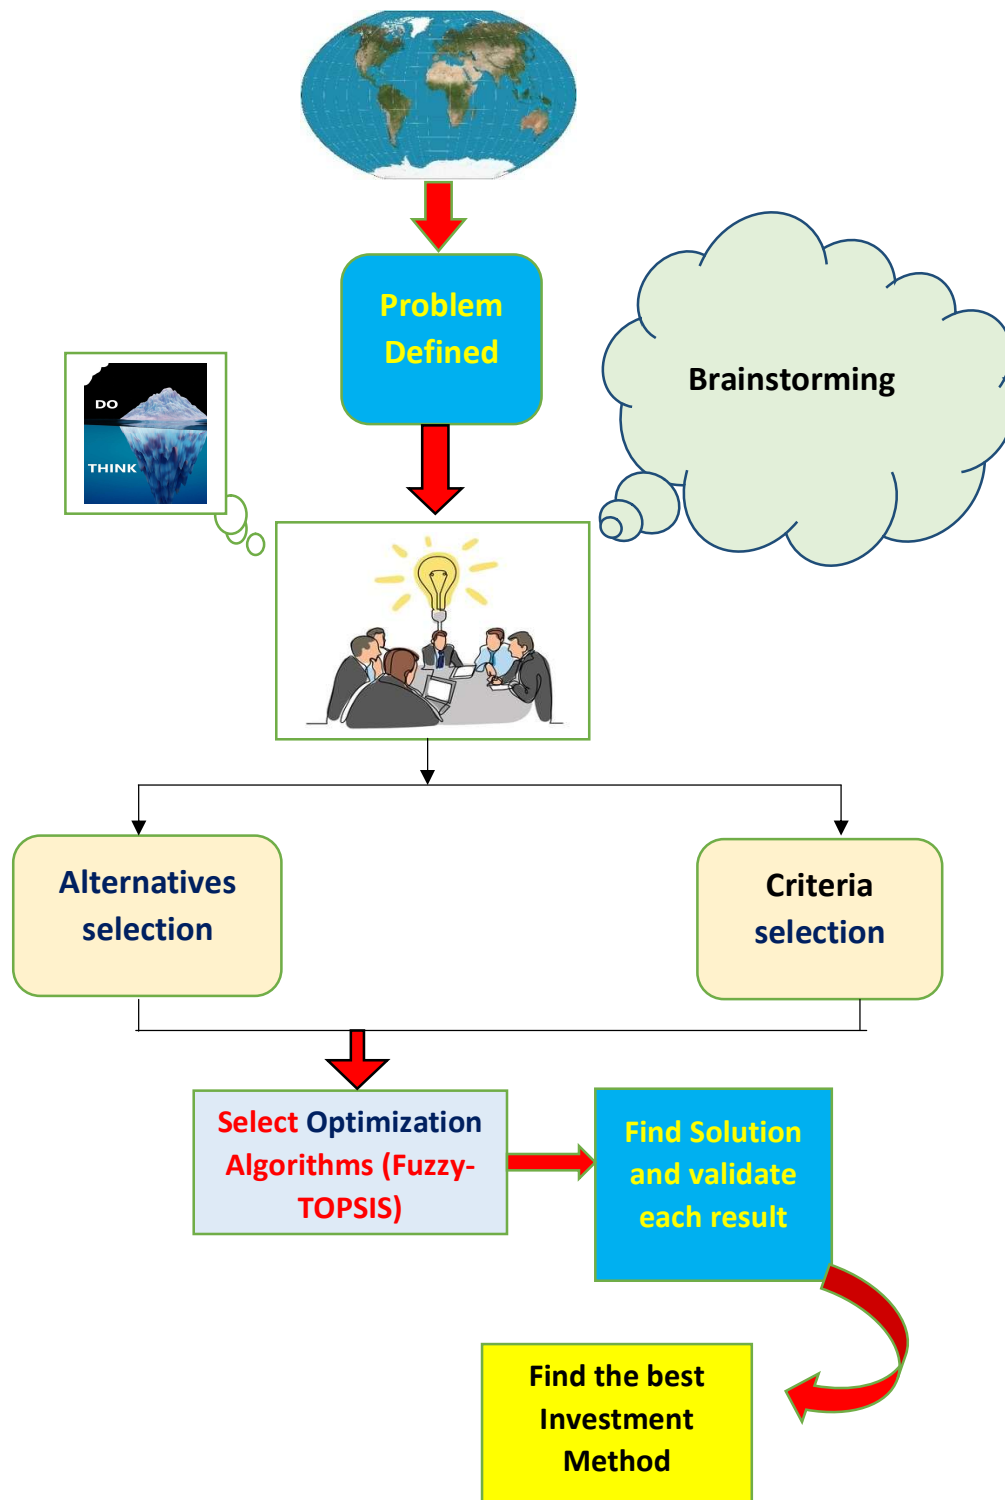 Problem
Defined
Brainstorming
DO
THINK
Alternatives
selection
Criteria
selection
Select Optimization
Algorithms (Fuzzy-
TOPSIS)
Find Solution
and validate
each result
Find the best
Investment
Method